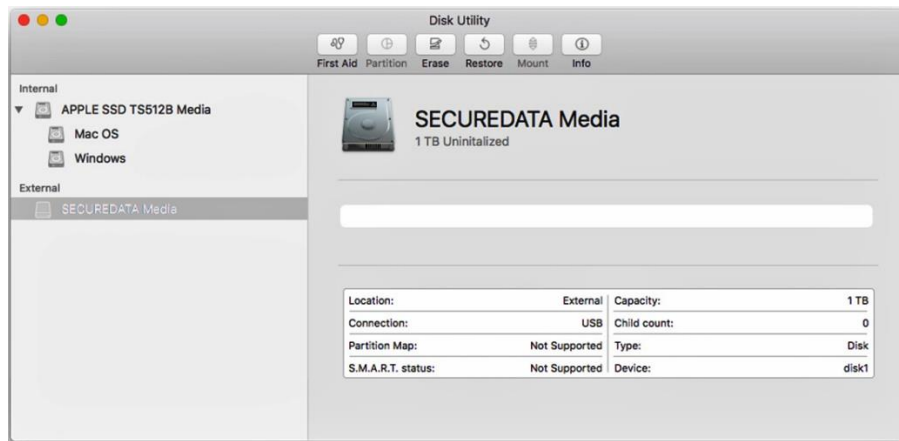 Disk Utility
First Aid Partition Erase Restore Mount Info
Internal
APPLE SSD TS512B Media
Mac OS
Windows
External
SECUREDATA Media
SECUREDATA Media
1 TB Uninitalized
Location: External Capacity: 1 TB
Connection: USB Child count: 0
Partition Map: Not Supported Type: Disk
S.M.A.R.T. status: Not Supported Device: disk1